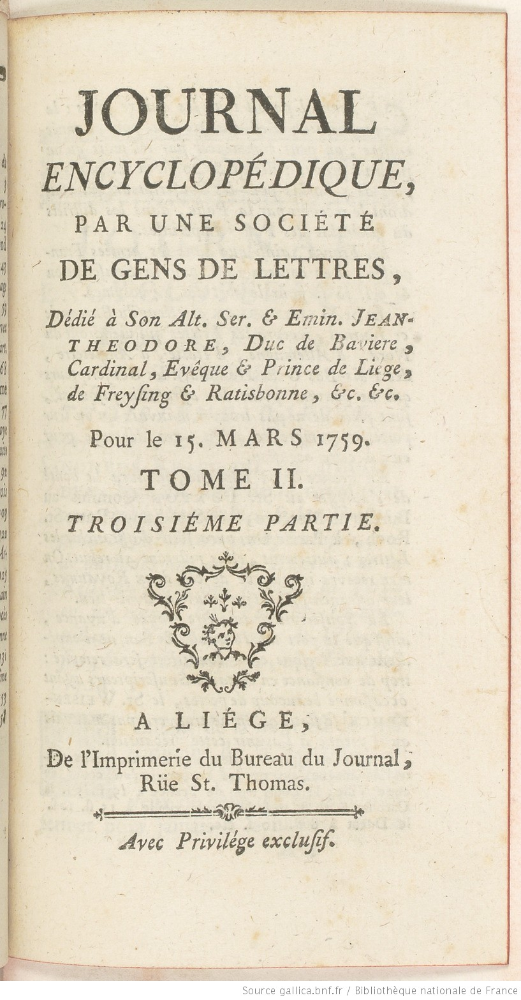 JOURNAL
ENCYCLOPÉDIQUE,
PAR UNE SOCIÉTÉ
DE GENS DE LETTRES,
Dédié à Son Alt. Ser. & Emin. JEAN-
THEODORE, Duc de Baviere,
Cardinal, Evêque & Prince de Liége,
de Freyſing & Ratisbonne, &c. &c.
Pour le 15. MARS 1759.
TOME II.
TROISIÉME PARTIE.
A LIÉGE,
De l'Imprimerie du Bureau du Journal,
Rüe St. Thomas.
Avec Privilége excluſif.
Source gallica.bnf.fr / Bibliothèque nationale de France